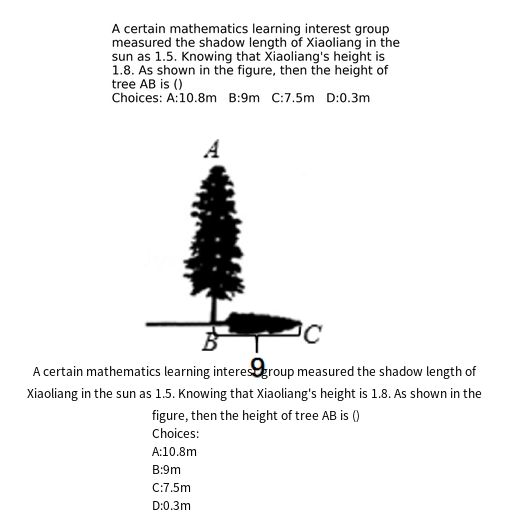 A certain mathematics learning interest group
measured the shadow length of Xiaoliang in the
sun as 1.5. Knowing that Xiaoliang's height is
1.8. As shown in the figure, then the height of
tree AB is ()
Choices: A:10.8m   B:9m   C:7.5m   D:0.3m
A
B
C
9
A certain mathematics learning interest group measured the shadow length of
Xiaoliang in the sun as 1.5. Knowing that Xiaoliang's height is 1.8. As shown in the
figure, then the height of tree AB is ()
Choices:
A:10.8m
B:9m
C:7.5m
D:0.3m